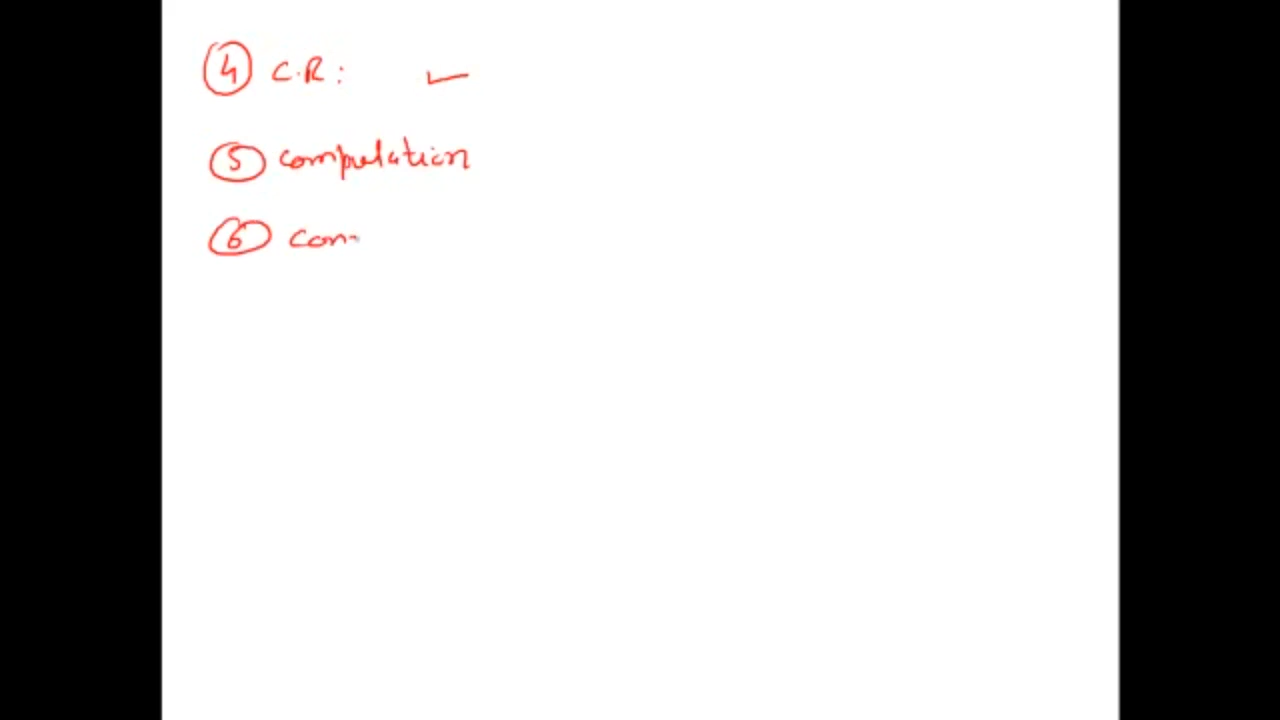 ④ C.R: ✓
⑤ computation
⑥ con